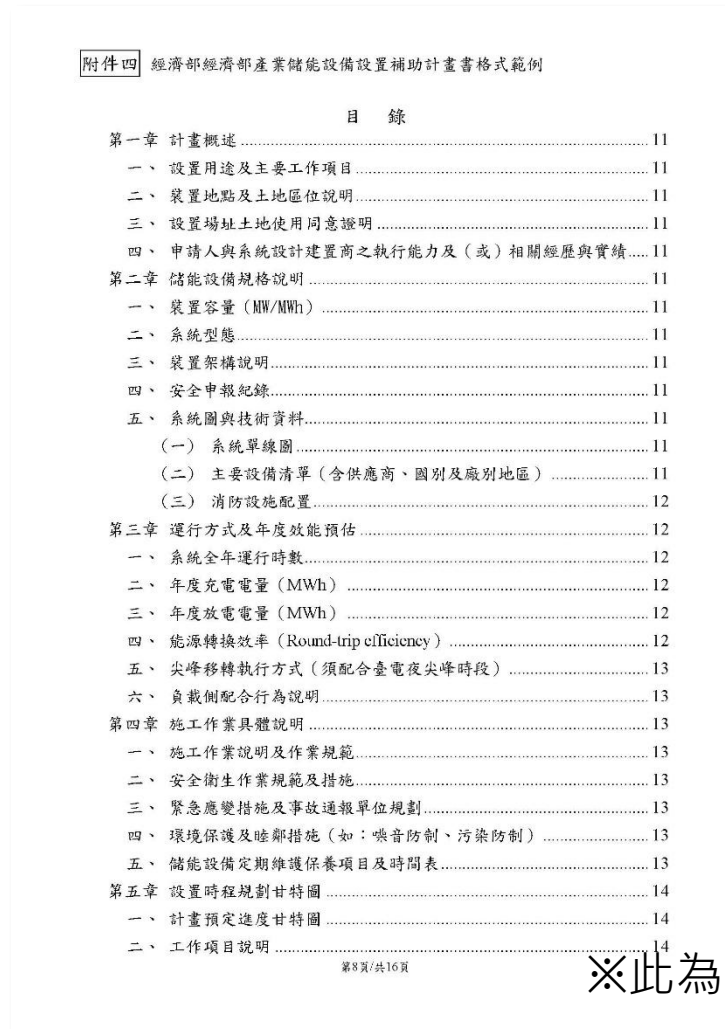 附件四 經濟部經濟部產業儲能設備設置補助計畫書格式範例
目 錄
第一章 計畫概述 11
一、 設置用途及主要工作項目 11
二、 裝置地點及土地區位說明 11
三、 設置場址土地使用同意證明 11
四、 申請人與系統設計建置商之執行能力及（或）相關經歷與實績 11
第二章 儲能設備規格說明 11
一、 裝置容量（MW/MWh） 11
二、 系統型態 11
三、 裝置架構說明 11
四、 安全申報紀錄 11
五、 系統圖與技術資料 11
（一） 系統單線圖 11
（二） 主要設備清單（含供應商、國別及廠別地區） 11
（三） 消防設施配置 12
第三章 運行方式及年度效能預估 12
一、 系統全年運行時數 12
二、 年度充電電量（MWh） 12
三、 年度放電電量（MWh） 12
四、 能源轉換效率（Round-trip efficiency） 12
五、 尖峰移轉執行方式（須配合臺電夜尖峰時段） 13
六、 負載側配合行為說明 13
第四章 施工作業具體說明 13
一、 施工作業說明及作業規範 13
二、 安全衛生作業規範及措施 13
三、 緊急應變措施及事故通報單位規劃 13
四、 環境保護及睦鄰措施（如：噪音防制、污染防制） 13
五、 儲能設備定期維護保養項目及時間表 13
第五章 設置時程規劃甘特圖 14
一、 計畫預定進度甘特圖 14
二、 工作項目說明 14
第8頁/共16頁
※此為